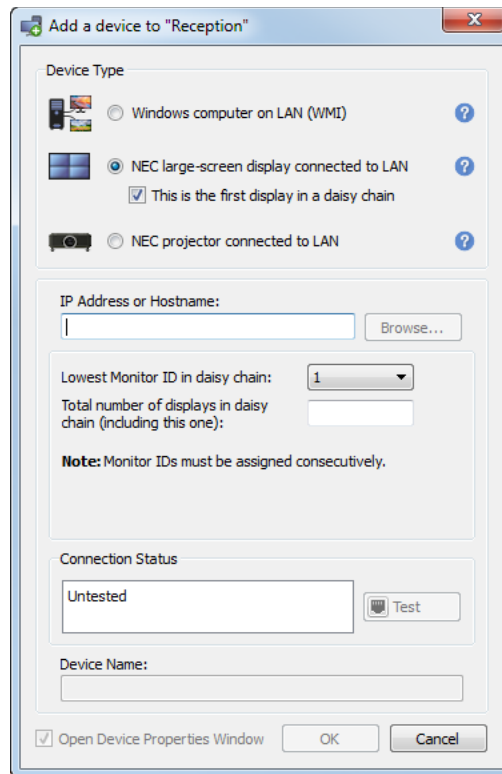 Add a device to "Reception"
Device Type
Windows computer on LAN (WMI)
?
NEC large-screen display connected to LAN
?
This is the first display in a daisy chain
NEC projector connected to LAN
?
IP Address or Hostname:
Browse...
Lowest Monitor ID in daisy chain:
1
Total number of displays in daisy
chain (including this one):
Note: Monitor IDs must be assigned consecutively.
Connection Status
Untested
Test
Device Name:
Open Device Properties Window
OK
Cancel